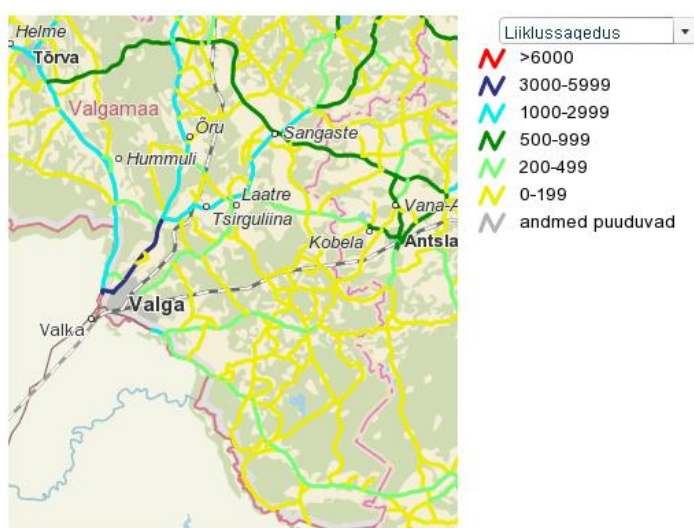 Helme
Tõrva
Valgamaa
Õru
Sangaste
Hummuli
Laatre
Tsirguliina
Vana-A
Kobela
Antsla
Valga
Valka
Liiklussagedus
>6000
3000-5999
1000-2999
500-999
200-499
0-199
andmed puuduvad